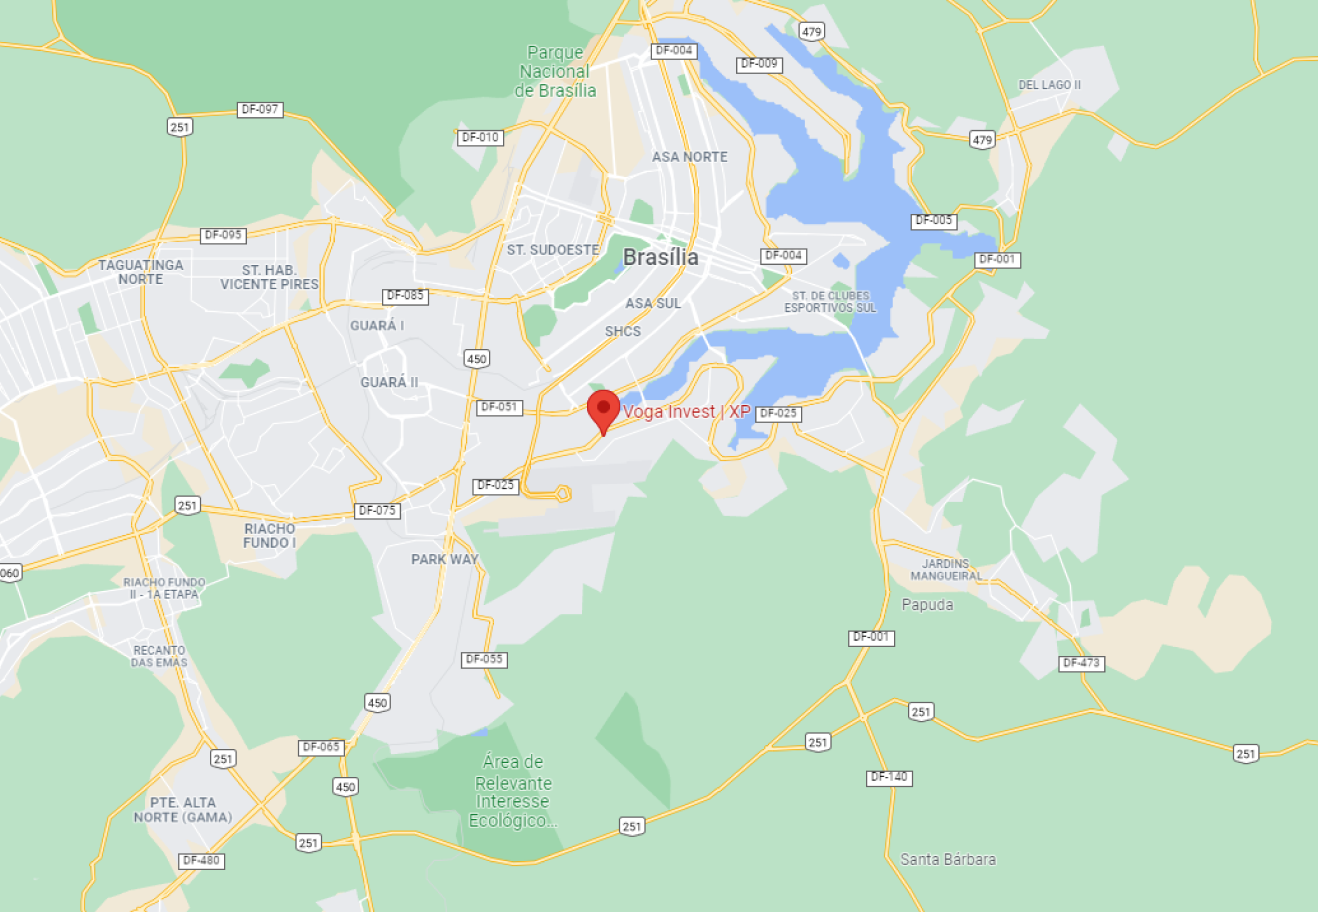 479
DF-004
Parque
Nacional
de Brasília
DF-009
DEL LAGO II
DF-097
251
DF-010
479
ASA NORTE
DF-005
DF-095
ST. SUDOESTE
Brasília
DF-004
DF-001
TAGUATINGA
NORTE
ST. HAB.
VICENTE PIRES
DF-085
ASA SUL
ST. DE CLUBES
ESPORTIVOS SUL
GUARÁ I
SHCS
450
GUARÁ II
DF-051
Voga Invest | XP
DF-025
DF-025
251
DF-075
RIACHO
FUNDO I
PARK WAY
060
RIACHO FUNDO
II - 1A ETAPA
JARDINS
MANGUEIRAL
Papuda
DF-001
RECANTO
DAS EMAS
DF-055
DF-473
450
251
251
DF-065
251
251
Área de
Relevante
Interesse
Ecológico...
DF-140
450
PTE. ALTA
NORTE (GAMA)
251
251
DF-480
Santa Bárbara